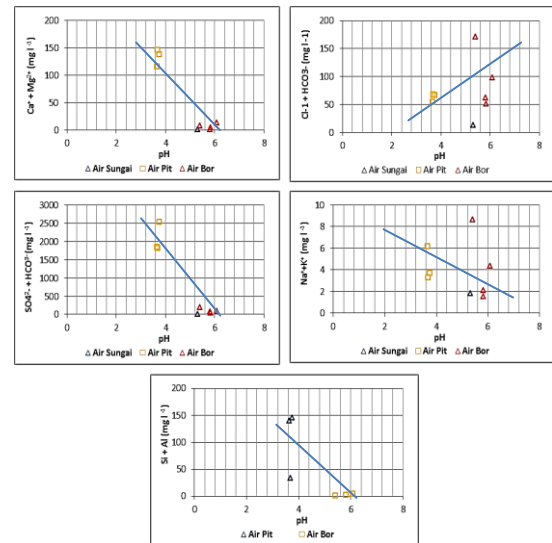 Ca⁺ + Mg²⁺ (mg l⁻¹)
200
150
100
50
0
0 2 4 6 8
pH
Air Sungai Air Pit Air Bor
Cl-1 + HCO3- (mg l-1)
200
150
100
50
0
0 2 4 6 8
pH
Air Sungai Air Pit Air Bor
SO4²- + HCO³- (mg l⁻¹)
3000
2500
2000
1500
1000
500
0
0 2 4 6 8
pH
Air Sungai Air Pit Air Bor
Na⁺+K⁺ (mg l⁻¹)
10
8
6
4
2
0
0 2 4 6 8
pH
Air Sungai Air Pit Air Bor
Si + Al (mg l⁻¹)
200
150
100
50
0
0 2 4 6 8
pH
Air Pit Air Bor